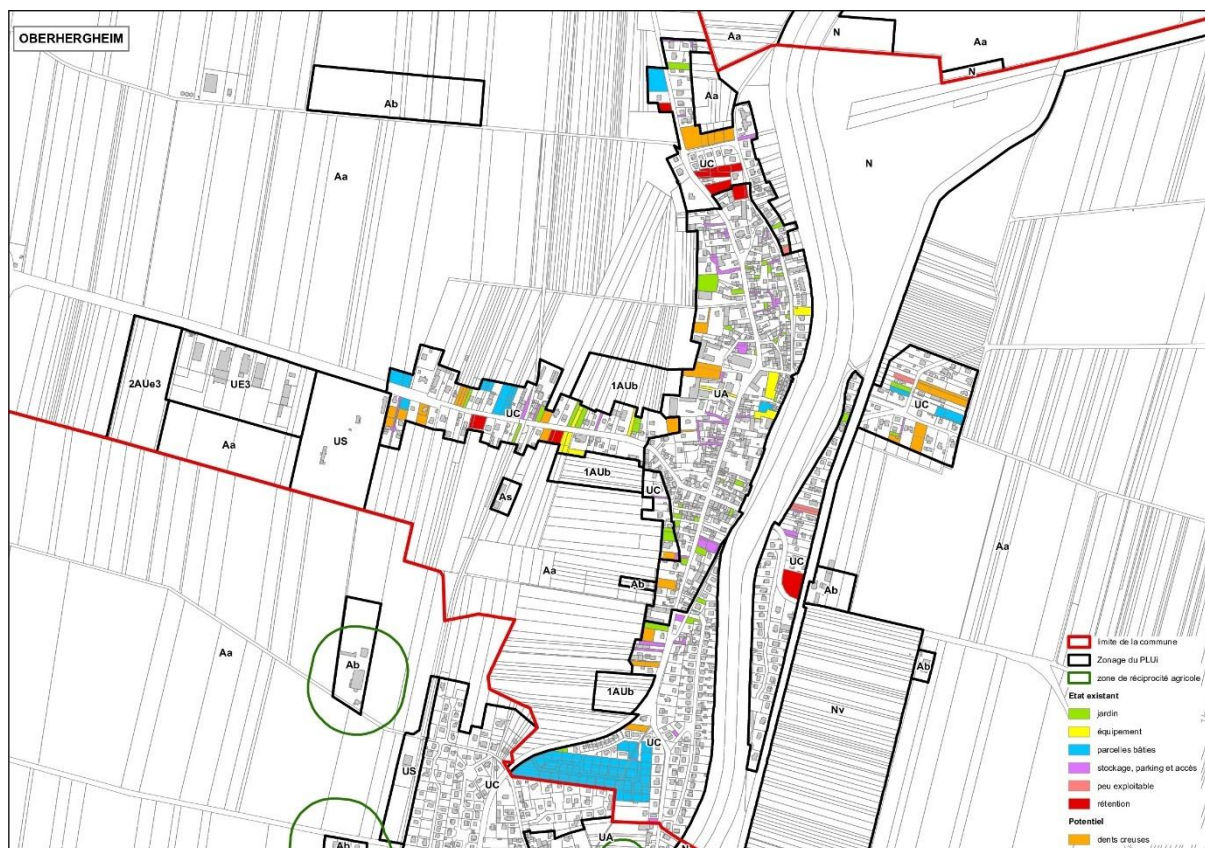 OBERHERGHEIM
Aa
N
Aa
N
Ab
Aa
Aa
UC
N
2AUe3
UE3
1AUb
UA
UC
UC
US
Aa
1AUb
UC
As
Aa
Aa
UC
Ab
Ab
Aa
Ab
Ab
Nv
1AUb
UC
US
UC
UA
N
Ab
limite de la commune
Zonage du PLUi
zone de réciprocité agricole
Etat existant
jardin
équipement
parcelles bâties
stockage, parking et accès
peu exploitable
rétention
Potentiel
dents creuses